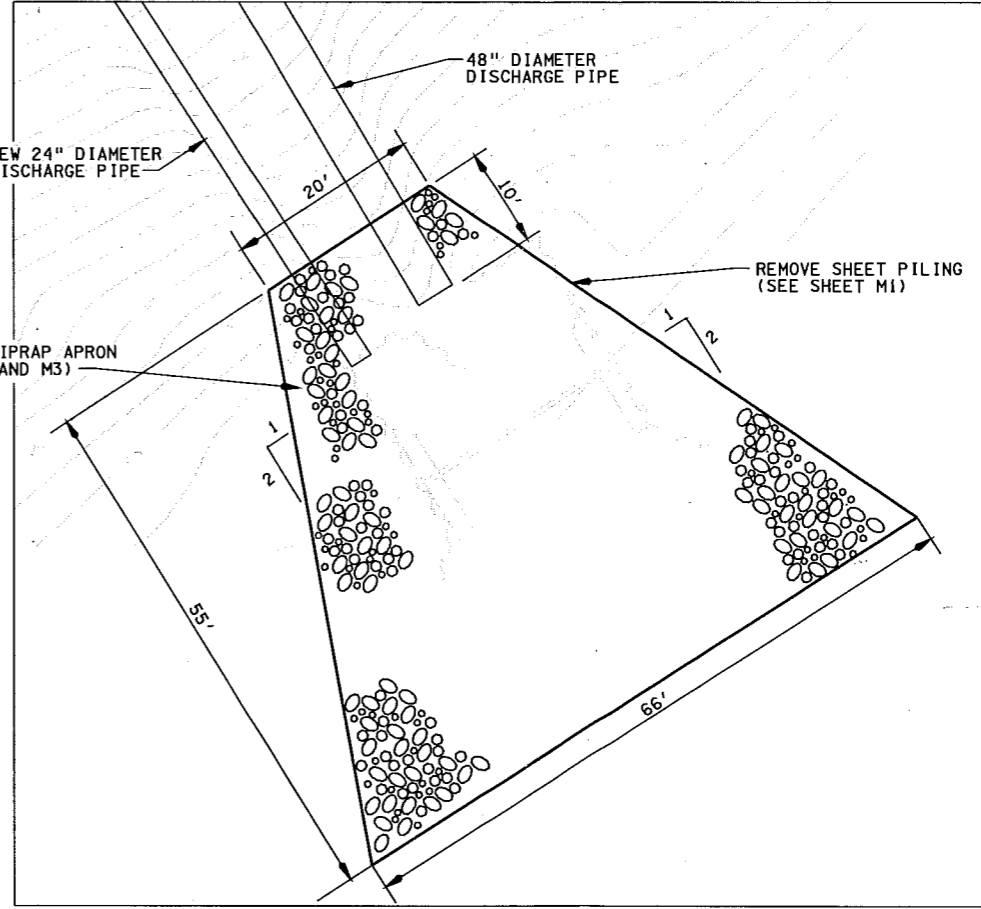 48" DIAMETER
DISCHARGE PIPE
EW 24" DIAMETER
ISCHARGE PIPE
20'
10'
REMOVE SHEET PILING
(SEE SHEET M1)
1
2
IPRAP APRON
AND M3)
1
2
55'
66'